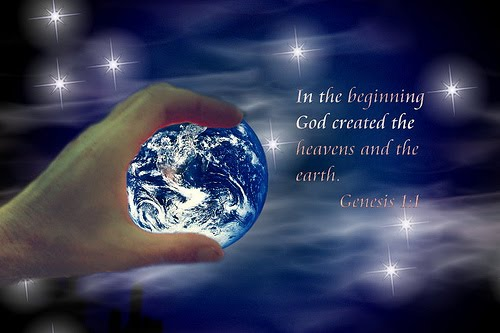 In the beginning
God created the
heavens and the
earth.
Genesis 1:1